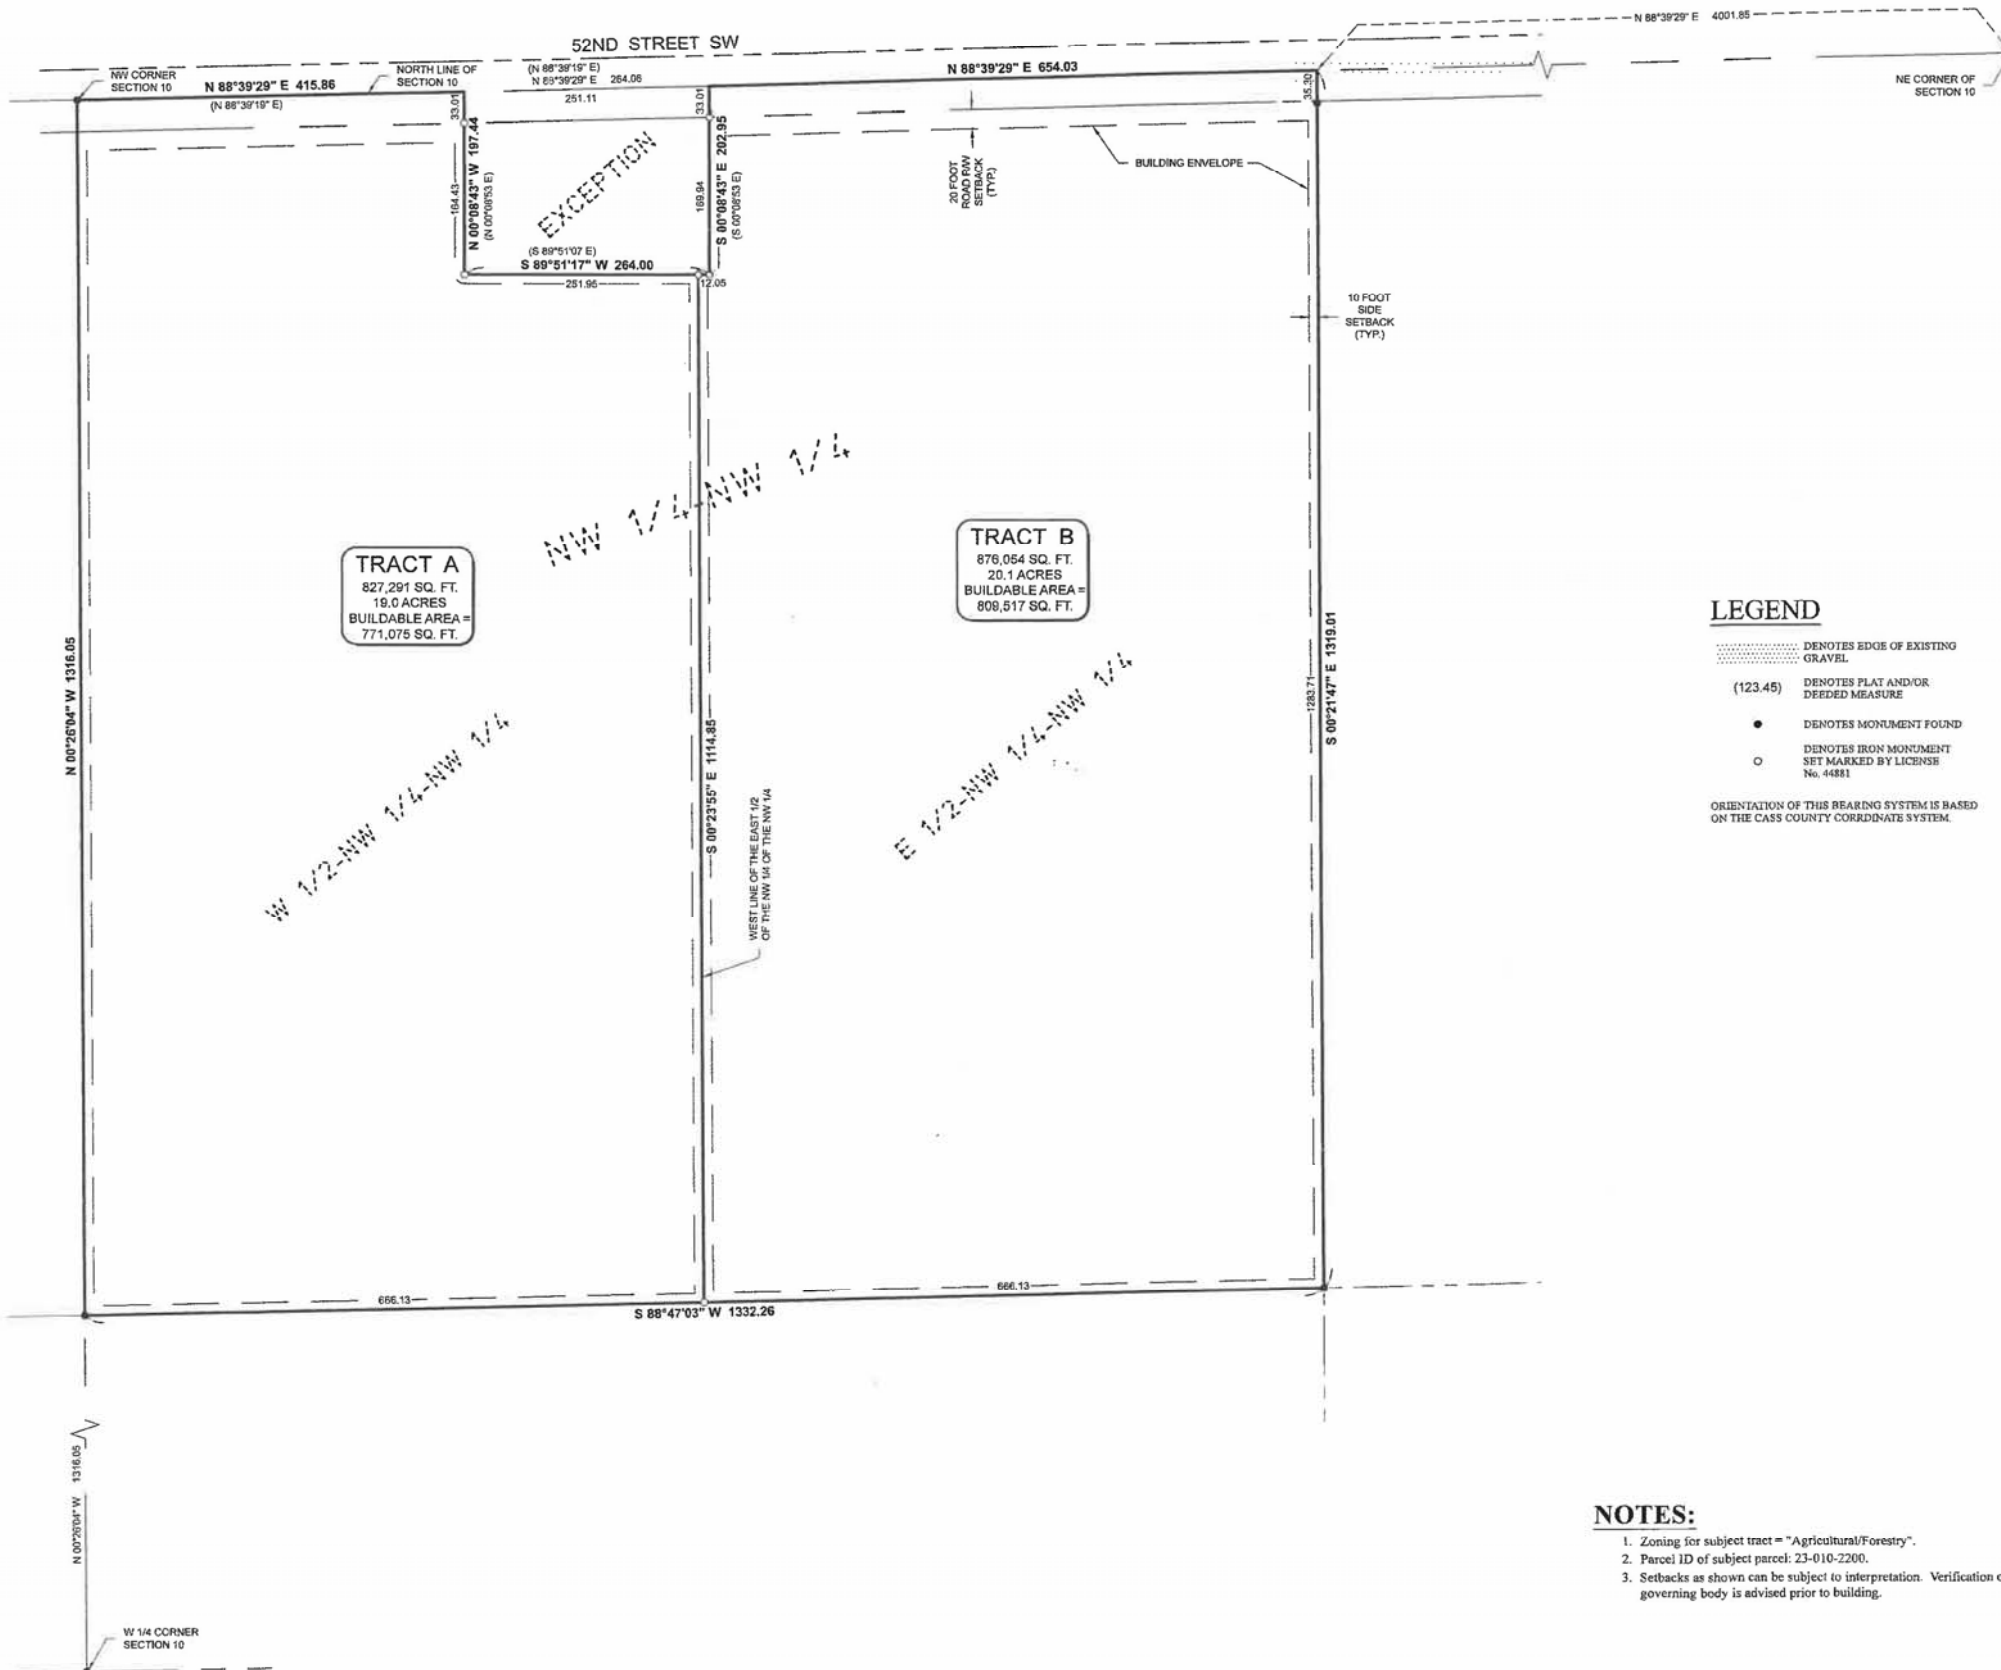 52ND STREET SW
N 88°39'29" E 4001.85
NW CORNER
SECTION 10
N 88°39'29" E 415.86
(N 88°39'19" E)
NORTH LINE OF
SECTION 10
(N 88°39'19" E)
N 88°39'29" E 264.06
251.11
N 88°39'29" E 654.03
NE CORNER OF
SECTION 10
33.01
33.01
35.30
164.43
N 00°08'43" W 197.44
(N 00°08'53 E)
EXCEPTION
169.94
S 00°08'43" E 202.95
(S 00°08'53 E)
(S 89°51'07 E)
S 89°51'17" W 264.00
251.95
12.05
20 FOOT
ROAD R/W
SETBACK
(TYP.)
BUILDING ENVELOPE
10 FOOT
SIDE
SETBACK
(TYP.)
NW 1/4-NW 1/4
TRACT A
827,291 SQ. FT.
19.0 ACRES
BUILDABLE AREA =
771,075 SQ. FT.
TRACT B
876,054 SQ. FT.
20.1 ACRES
BUILDABLE AREA =
809,517 SQ. FT.
N 00°26'04" W 1316.05
W 1/2-NW 1/4-NW 1/4
S 00°23'55" E 1114.85
WEST LINE OF THE EAST 1/2
OF THE NW 1/4 OF THE NW 1/4
E 1/2-NW 1/4-NW 1/4
1283.71
S 00°21'47" E 1319.01
LEGEND
DENOTES EDGE OF EXISTING
GRAVEL
(123.45) DENOTES PLAT AND/OR
DEEDED MEASURE
DENOTES MONUMENT FOUND
DENOTES IRON MONUMENT
SET MARKED BY LICENSE
No. 44881
ORIENTATION OF THIS BEARING SYSTEM IS BASED
ON THE CASS COUNTY CORRDINATE SYSTEM.
666.13
666.13
S 88°47'03" W 1332.26
N 00°26'04" W 1316.05
W 1/4 CORNER
SECTION 10
NOTES:
1. Zoning for subject tract = "Agricultural/Forestry".
2. Parcel ID of subject parcel: 23-010-2200.
3. Setbacks as shown can be subject to interpretation. Verification
governing body is advised prior to building.